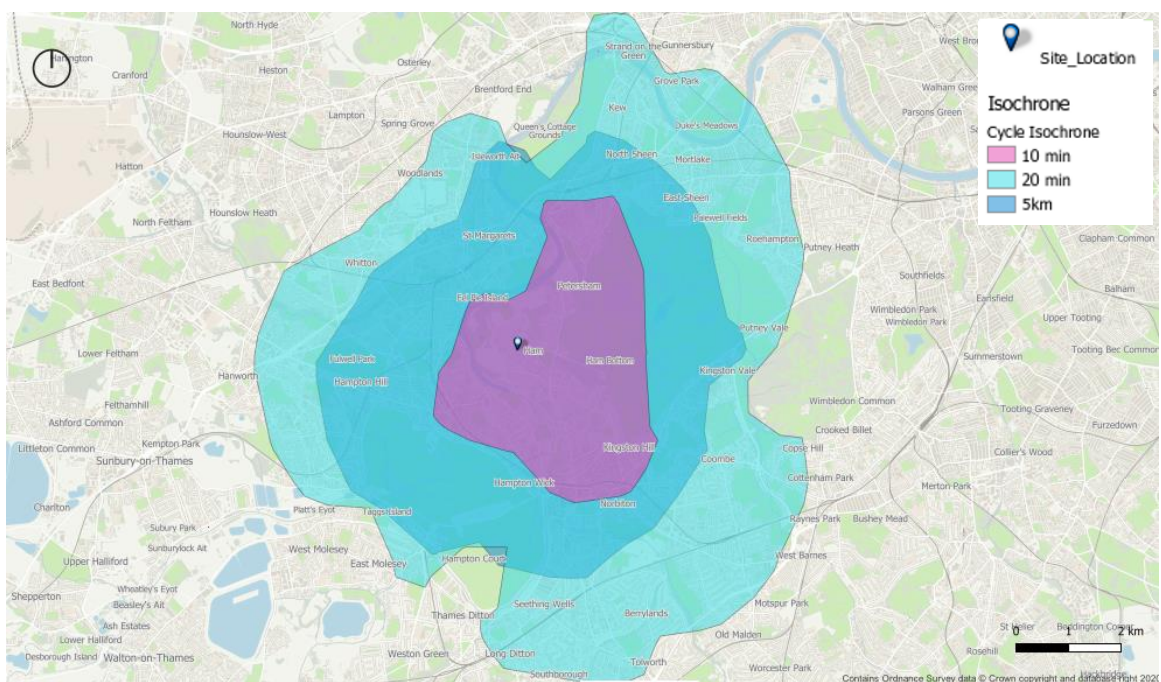 North Hyde
Harlington
Cranford
Heston
Osterley
Strand on the
Green
Gunnersbury
Brentford End
Grove Park
Lampton
Spring Grove
Kew
Queen's Cottage
Grounds
Duke's Meadows
Hounslow West
Hatton
Isleworth Ait
North Sheen
Mortlake
Woodlands
East Sheen
Palewell Fields
North Feltham
Hounslow Heath
St Margarets
Roehampton
Putney Heath
Whitton
Southfields
Clapham Common
East Bedfont
Petersham
Eel Pie Island
Wimbledon Park
Earlsfield
Balham
Wimbledon Park
Upper Tooting
Putney Vale
Lower Feltham
Fulwell Park
Ham
Ham Bottom
Summerstown
Tooting Bec Common
Hanworth
Hampton Hill
Kingston Vale
Felthamhill
Wimbledon Common
Tooting Graveney
Ashford Common
Crooked Billet
Furzedown
Littleton Common
Kempton Park
Kingston Hill
Copse Hill
Collier's Wood
Sunbury-on-Thames
Coombe
Cottenham Park
Merton Park
Hampton Wick
Norbiton
Charlton
Platt's Eyot
Taggs Island
Raynes Park
Bushey Mead
Sunburylock Ait
West Molesey
Upper Halliford
East Molesey
Hampton Court
West Barnes
Shepperton
Wheatley's Eyot
Beasley's Ait
Seething Wells
Motspur Park
Thames Ditton
Berrylands
Ash Estates
Old Malden
Lower Halliford
Desborough Island
Walton-on-Thames
Weston Green
Long Ditton
Tolworth
Worcester Park
Southborough
Rosehill
Walham Green
Parsons Green
Site_Location
Isochrone
Cycle Isochrone
10 min
20 min
5km
0 1 2 km
Contains Ordnance Survey data © Crown copyright and database right 2020